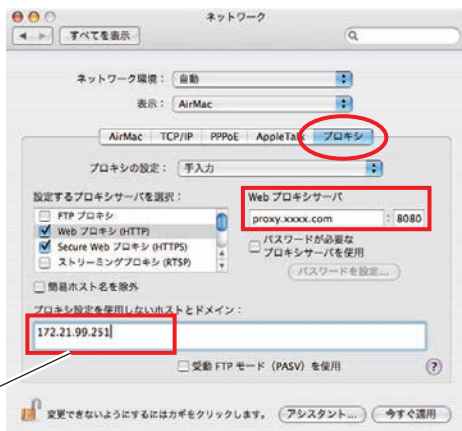 ネットワーク
すべてを表示
ネットワーク環境： 自動
表示： AirMac
AirMac TCP/IP PPPoE AppleTalk プロキシ
プロキシの設定： 手入力
設定するプロキシサーバを選択：
FTP プロキシ
Web プロキシ (HTTP)
Secure Web プロキシ (HTTPS)
ストリーミングプロキシ (RTSP)
Web プロキシサーバ
proxy.xxxx.com : 8080
パスワードが必要な
プロキシサーバを使用
パスワードを設定...
簡易ホスト名を除外
プロキシ設定を使用しないホストとドメイン：
172.21.99.251
受動 FTP モード（PASV）を使用
?
変更できないようにするにはカギをクリックします。 アシスタント... 今すぐ適用